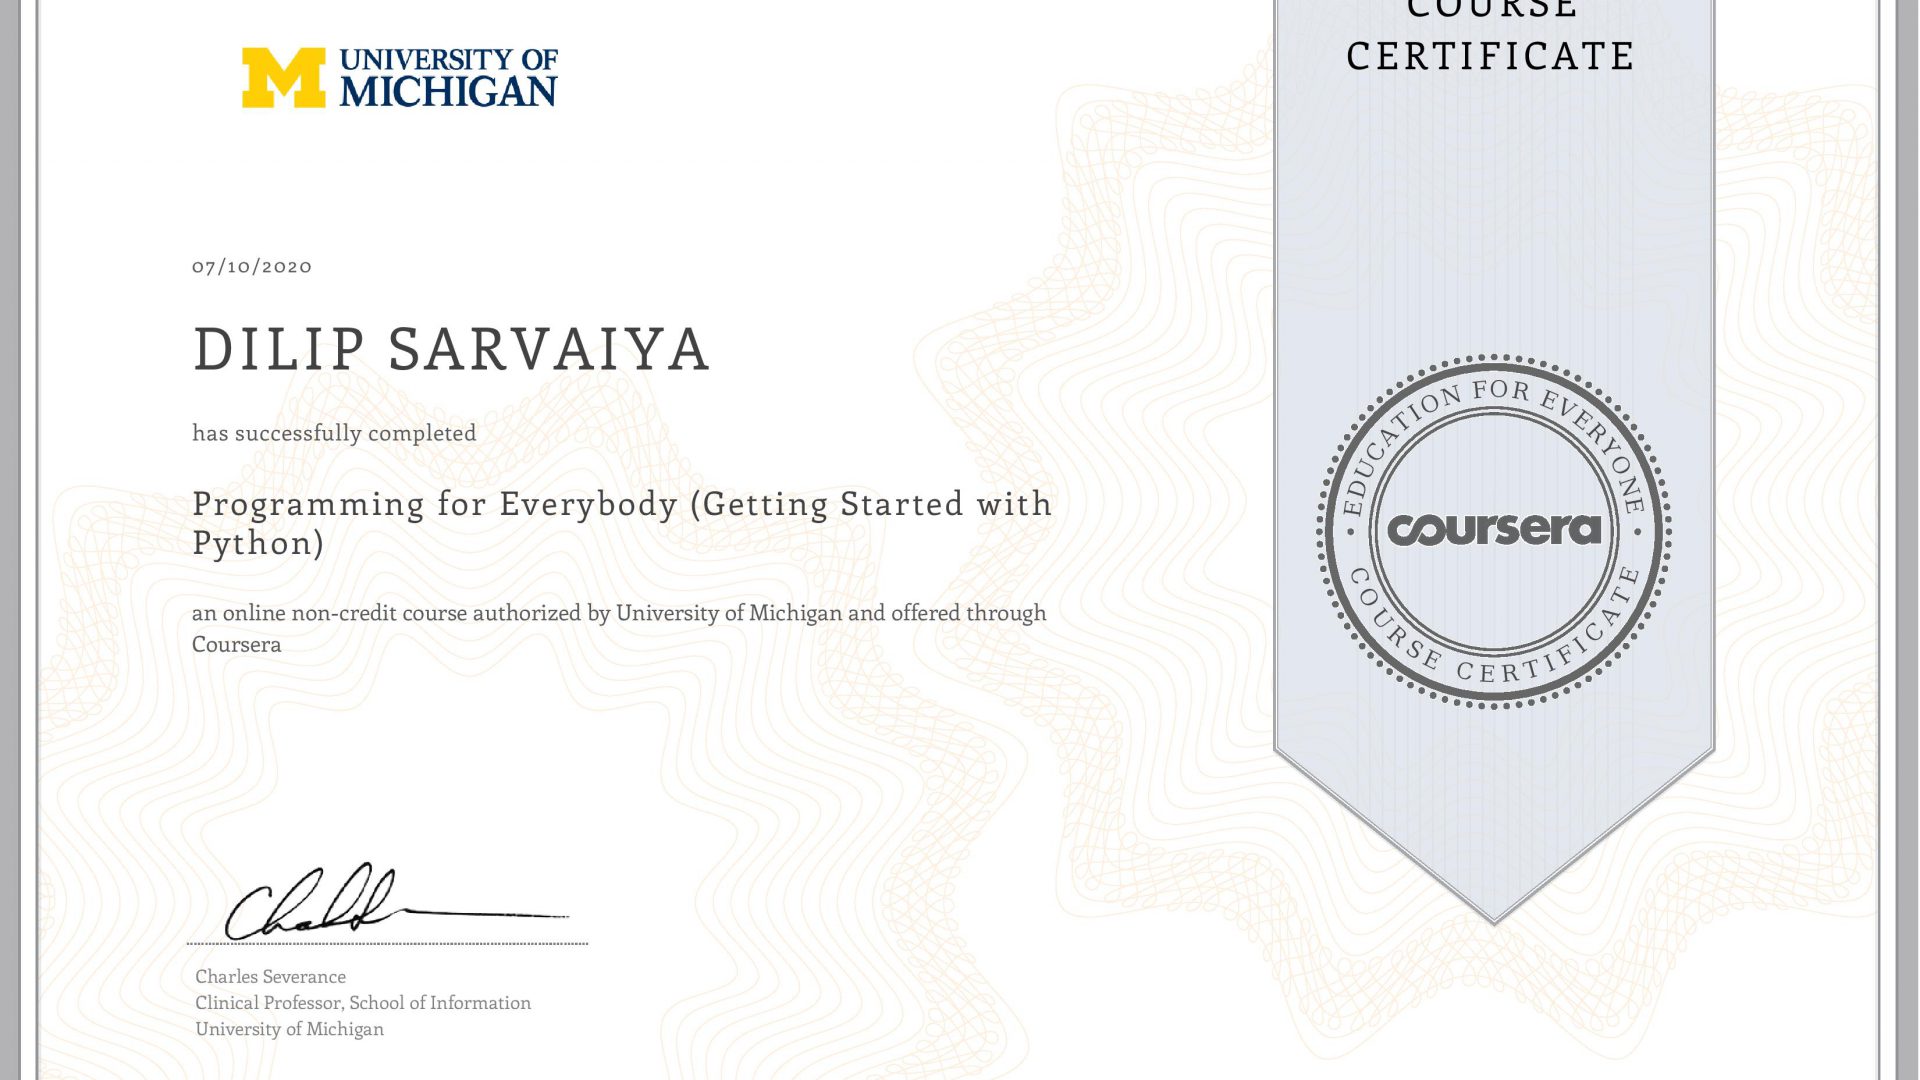 COURSE
CERTIFICATE
UNIVERSITY OF
MICHIGAN
07/10/2020
DILIP SARVAIYA
has successfully completed
Programming for Everybody (Getting Started with
Python)
an online non-credit course authorized by University of Michigan and offered through
Coursera
EDUCATION FOR EVERYONE
coursera
COURSE CERTIFICATE
Charles Severance
Clinical Professor, School of Information
University of Michigan